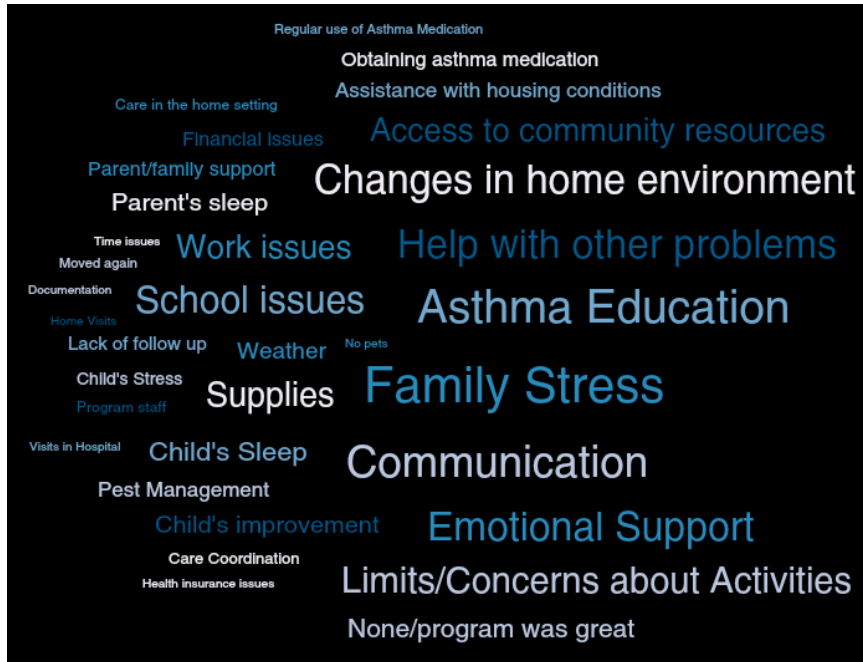 Regular use of Asthma Medication
Obtaining asthma medication
Assistance with housing conditions
Care in the home setting
Access to community resources
Financial issues
Parent/family support
Changes in home environment
Parent's sleep
Time issues
Work issues
Help with other problems
Moved again
Documentation
School issues
Asthma Education
Home Visits
Lack of follow up
Weather
No pets
Child's Stress
Supplies
Family Stress
Program staff
Visits in Hospital
Child's Sleep
Communication
Pest Management
Child's improvement
Emotional Support
Care Coordination
Health insurance issues
Limits/Concerns about Activities
None/program was great